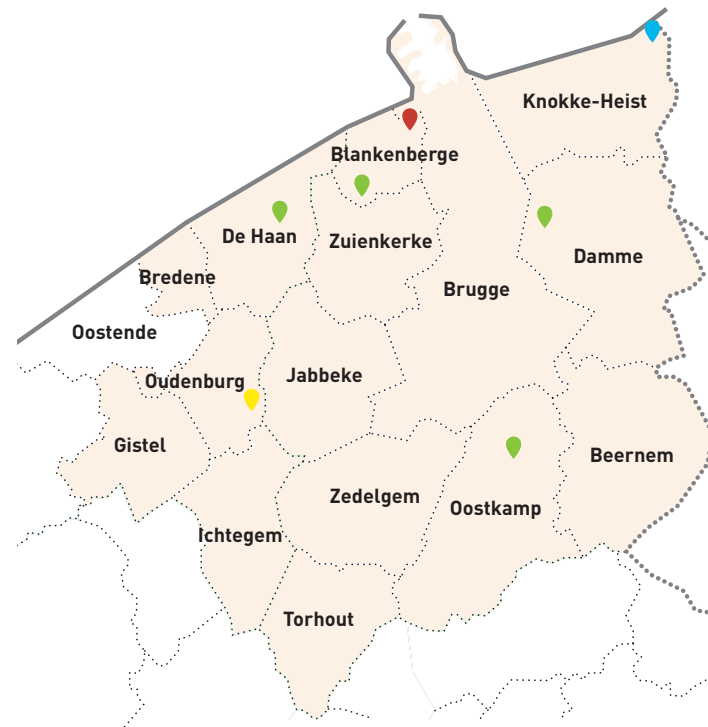 Knokke-Heist
Blankenberge
De Haan
Zuienkerke
Damme
Bredene
Brugge
Oostende
Oudenburg
Jabbeke
Gistel
Beernem
Zedelgem
Oostkamp
Ichtegem
Torhout